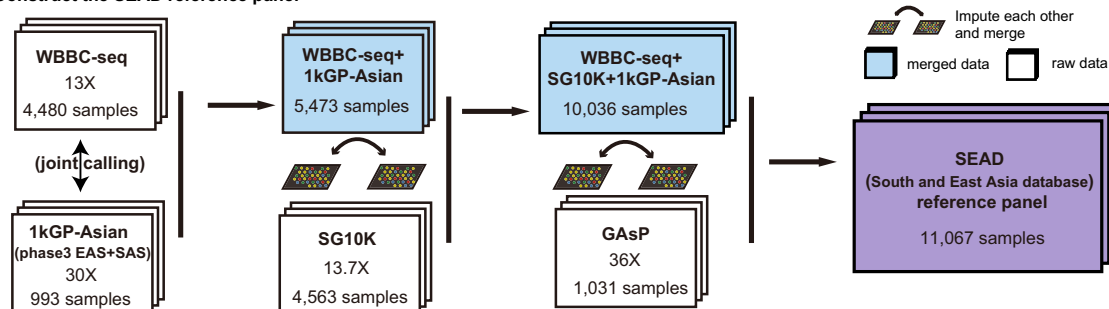 construct the SEAD reference panel
WBBC-seq
13X
4,480 samples
(joint calling)
1kGP-Asian
(phase3 EAS+SAS)
30X
993 samples
WBBC-seq+
1kGP-Asian
5,473 samples
SG10K
13.7X
4,563 samples
WBBC-seq+
SG10K+1kGP-Asian
10,036 samples
GAsP
36X
1,031 samples
Impute each other
and merge
merged data
raw data
SEAD
(South and East Asia database)
reference panel
11,067 samples